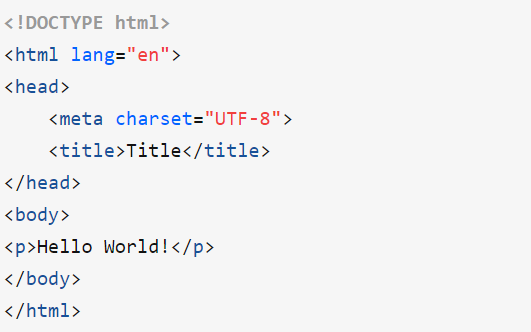 <!DOCTYPE html>
<html lang="en">
<head>
    <meta charset="UTF-8">
    <title>Title</title>
</head>
<body>
<p>Hello World!</p>
</body>
</html>